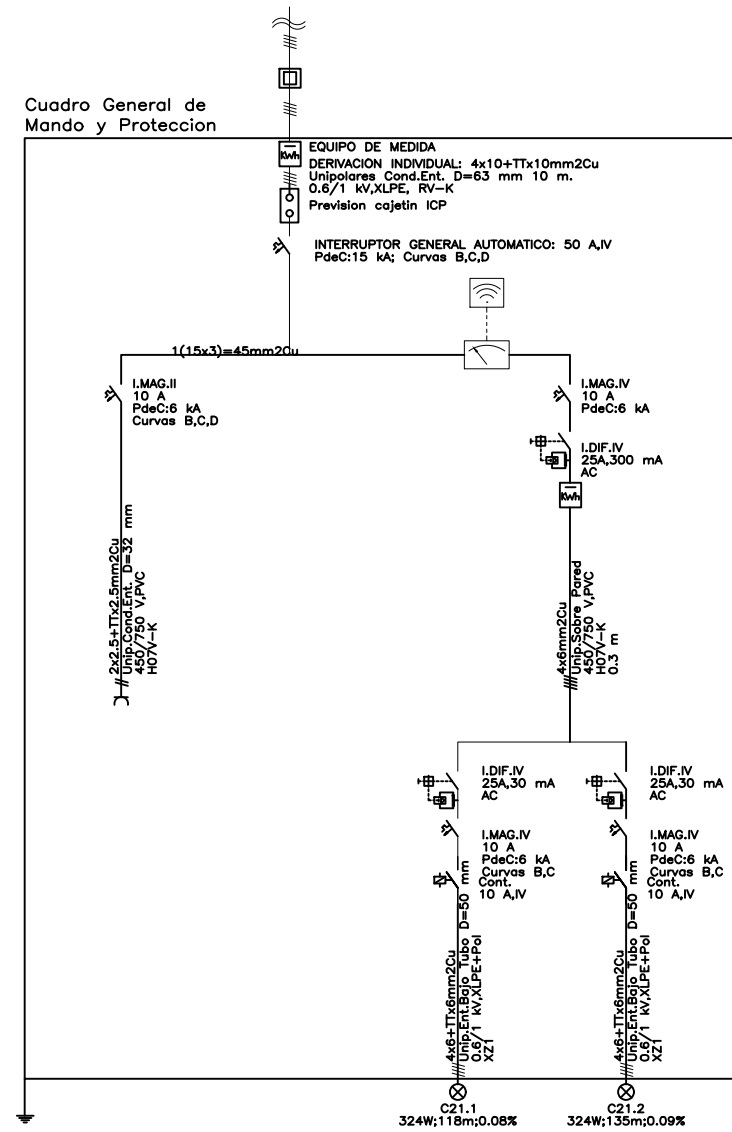 Cuadro General de
Mando y Proteccion
KWh
EQUIPO DE MEDIDA
DERIVACION INDIVIDUAL: 4x10+TTx10mm2Cu
Unipolares Cond.Ent. D=63 mm 10 m.
0.6/1 kV,XLPE, RV-K
Prevision cajetin ICP
INTERRUPTOR GENERAL AUTOMATICO: 50 A,IV
PdeC:15 kA; Curvas B,C,D
1(15x3)=45mm2Cu
I.MAG.II
10 A
PdeC:6 kA
Curvas B,C,D
I.MAG.IV
10 A
PdeC:6 kA
I.DIF.IV
25A,300 mA
AC
KWh
2x2.5+TTx2.5mm2Cu
Unip.Cond.Ent. D=32 mm
450/750 V,PVC
H07V-K
4x6mm2Cu
Unip.Sobre Pared
450/750 V,PVC
H07V-K
0.3 m
I.DIF.IV
25A,30 mA
AC
I.MAG.IV
10 A
PdeC:6 kA
Curvas B,C
Cont.
10 A,IV
4x6+TTx6mm2Cu
Unip.Ent.Bajo Tubo D=50 mm
0.6/1 kV,XLPE+Pol
XZ1
I.DIF.IV
25A,30 mA
AC
I.MAG.IV
10 A
PdeC:6 kA
Curvas B,C
Cont.
10 A,IV
4x6+TTx6mm2Cu
Unip.Ent.Bajo Tubo D=50 mm
0.6/1 kV,XLPE+Pol
XZ1
C21.1
324W;118m;0.08%
C21.2
324W;135m;0.09%